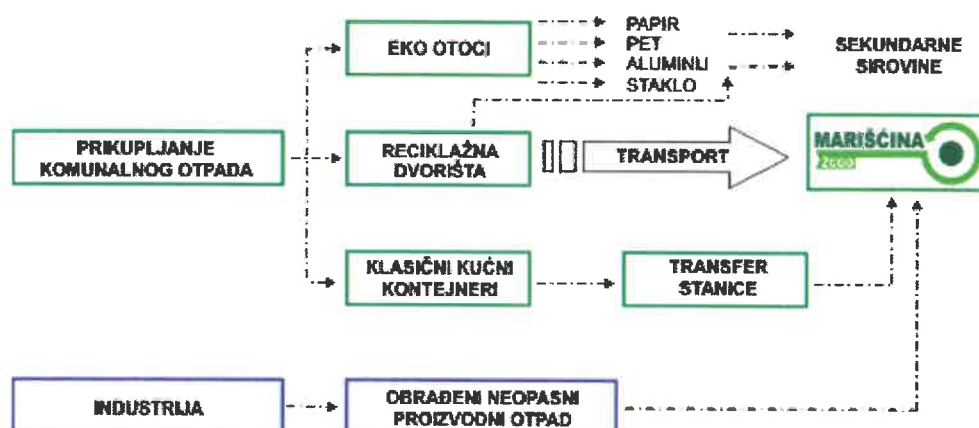 EKO OTOCI
PAPIR
PET
ALUMINIJ
STAKLO
SEKUNDARNE
SIROVINE
PRIKUPLJANJE
KOMUNALNOG OTPADA
RECIKLAŽNA
DVORIŠTA
TRANSPORT
MARIŠĆINA
2000
KLASIČNI KUĆNI
KONTEJNERI
TRANSFER
STANICE
INDUSTRIJA
OBRAĐENI NEOPASNI
PROIZVODNI OTPAD